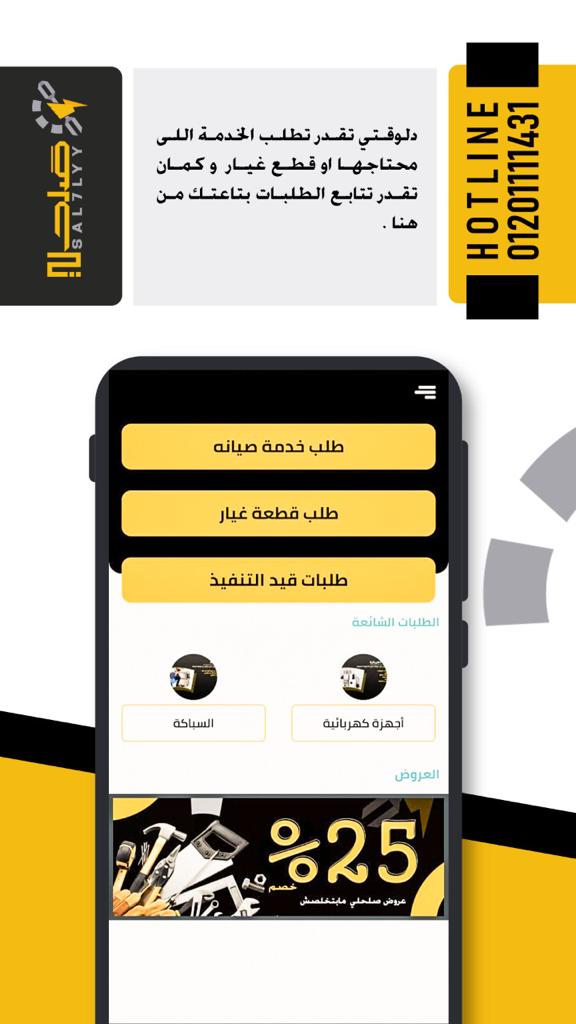 صلحلي
SAL7LYY
دلوقتي تقدر تطلب الخدمة اللى
محتاجها او قطع غيار وكمان
تقدر تتابع الطلبات بتاعتك من
هنا .
HOTLINE
01201111431
طلب خدمة صيانه
طلب قطعة غيار
طلبات قيد التنفيذ
الطلبات الشائعة
أجهزة كهربائية
السباكة
العروض
%25
خصم
عروض صلحلي مابتخلصش